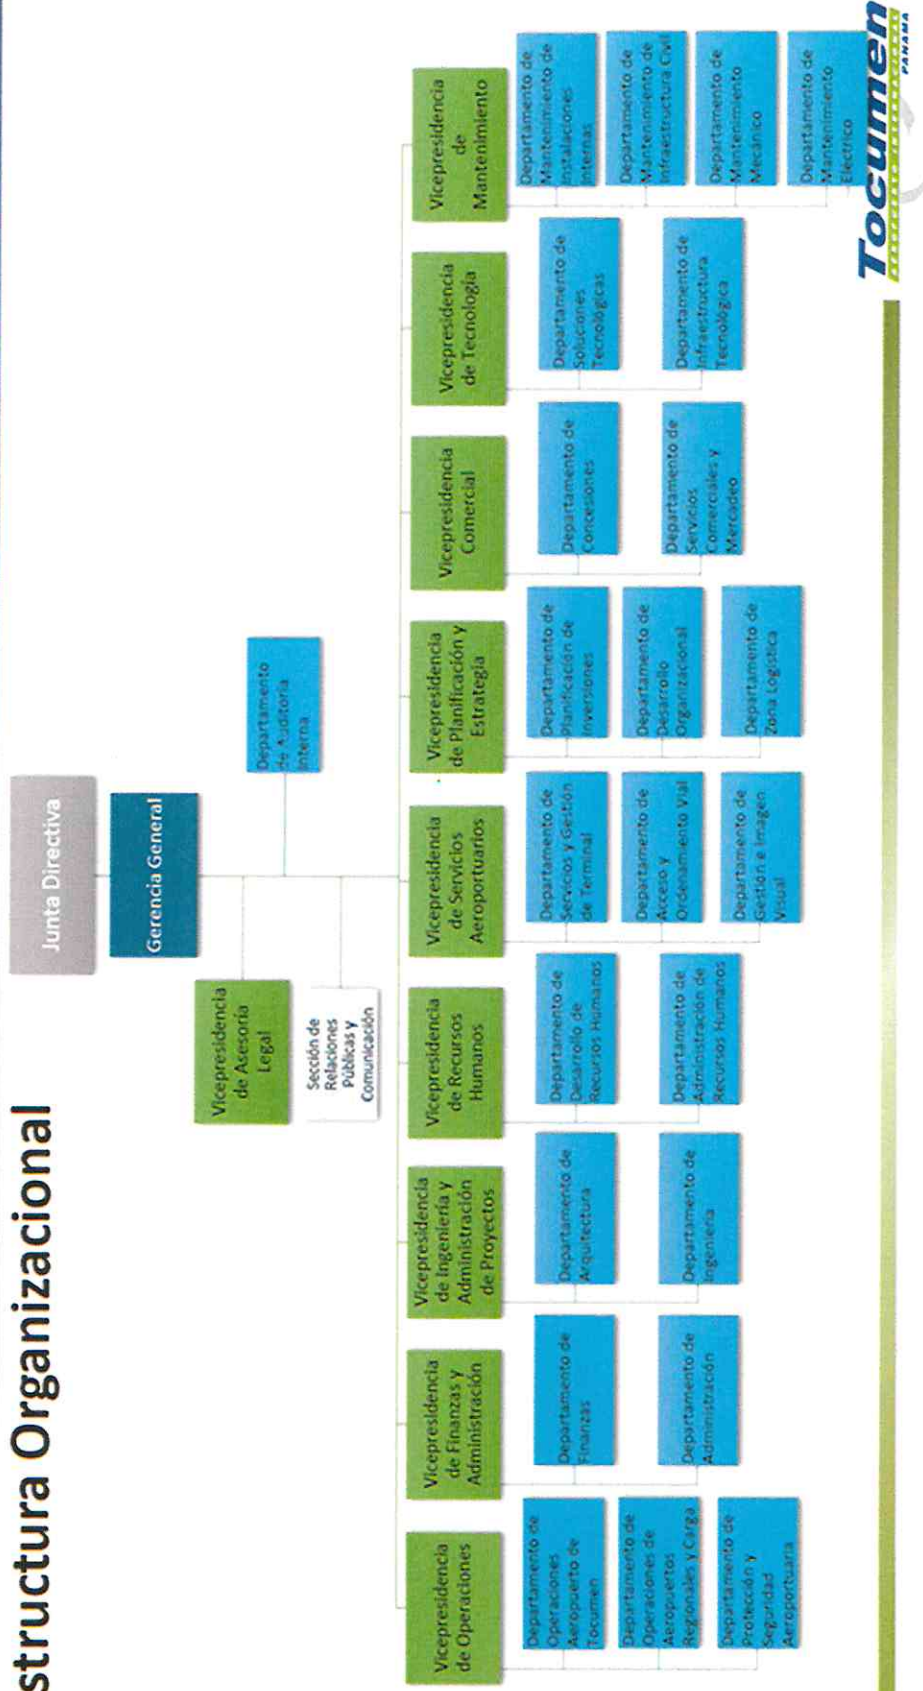 structura Organizacional
Junta Directiva
Gerencia General
Vicepresidencia
de Asesoría
Legal
Departamento
de Auditoria
Interna
Sección de
Relaciones
Públicas y
Comunicación
Vicepresidencia
de Operaciones
Departamento de
Operaciones
Aeropuerto de
Tocumen
Departamento de
Operaciones de
Aeropuertos
Regionales y Carga
Departamento de
Protección y
Seguridad
Aeroportuaria
Vicepresidencia
de Finanzas y
Administración
Departamento de
Finanzas
Departamento de
Administración
Vicepresidencia
de Ingeniería y
Administración
de Proyectos
Departamento de
Arquitectura
Departamento de
Ingeniería
Vicepresidencia
de Recursos
Humanos
Departamento de
Desarrollo de
Recursos Humanos
Departamento de
Administración de
Recursos Humanos
Vicepresidencia
de Servicios
Aeroportuarios
Departamento de
Servicios y Gestión
de Terminal
Departamento de
Acceso y
Ordenamiento Vial
Departamento de
Gestión e Imagen
Visual
Vicepresidencia
de Planificación y
Estrategia
Departamento de
Planificación de
Inversiones
Departamento de
Desarrollo
Organizacional
Departamento de
Zona Logística
Vicepresidencia
Comercial
Departamento de
Concesiones
Departamento de
Servicios
Comerciales y
Mercadeo
Vicepresidencia
de Tecnología
Departamento de
Soluciones
Tecnológicas
Departamento de
Infraestructura
Tecnológica
Vicepresidencia
de
Mantenimiento
Departamento de
Mantenimiento de
Instalaciones
Internas
Departamento de
Mantenimiento de
Infraestructura Civil
Departamento de
Mantenimiento
Mecánico
Departamento de
Mantenimiento
Electrico
Tocumen
AEROPUERTO INTERNACIONAL
PANAMA